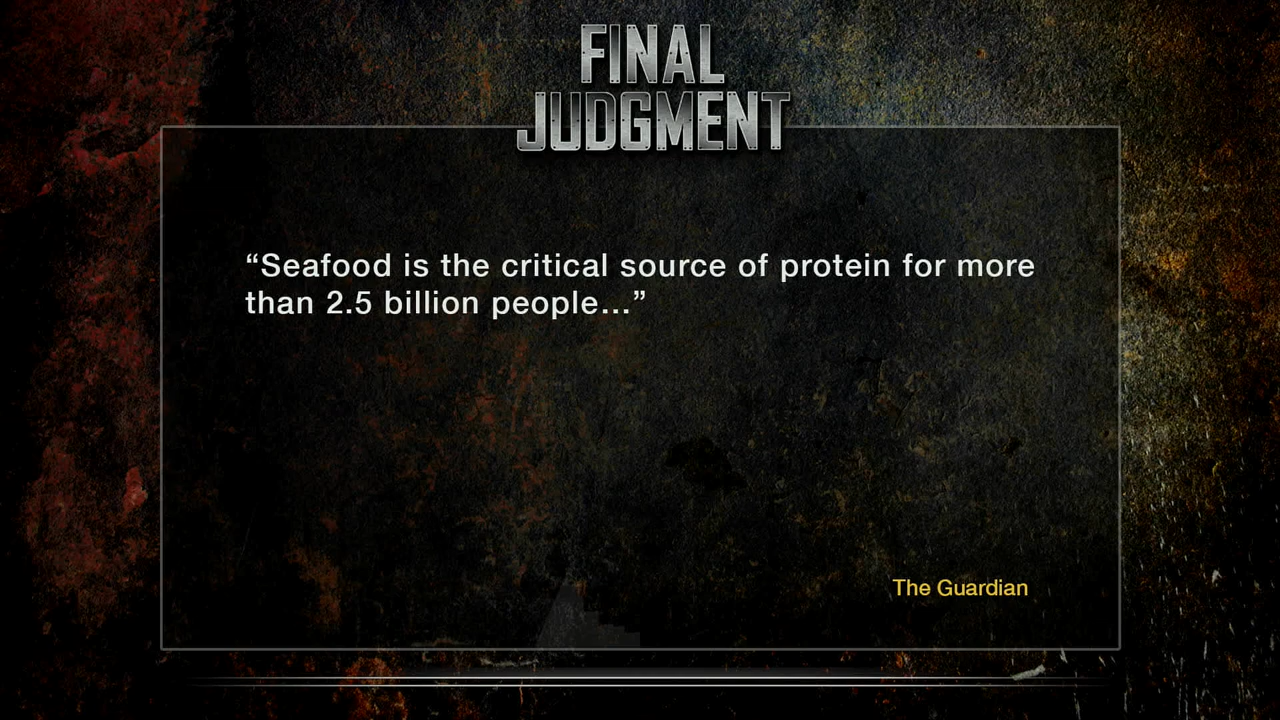 FINAL
JUDGMENT
“Seafood is the critical source of protein for more
than 2.5 billion people...”
The Guardian